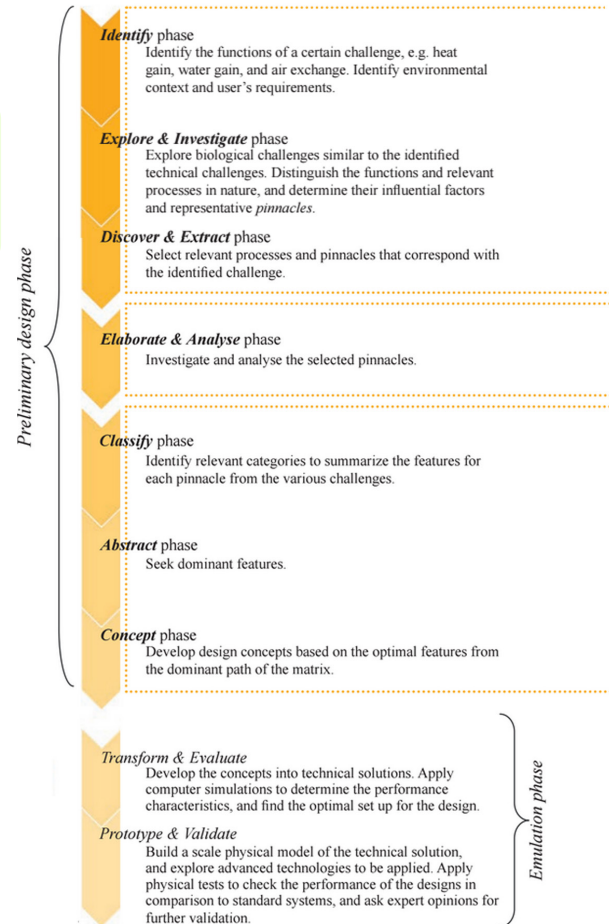 Identify phase
Identify the functions of a certain challenge, e.g. heat
gain, water gain, and air exchange. Identify environmental
context and user's requirements.
Explore & Investigate phase
Explore biological challenges similar to the identified
technical challenges. Distinguish the functions and relevant
processes in nature, and determine their influential factors
and representative pinnacles.
Discover & Extract phase
Select relevant processes and pinnacles that correspond with
the identified challenge.
Elaborate & Analyse phase
Investigate and analyse the selected pinnacles.
Classify phase
Identify relevant categories to summarize the features for
each pinnacle from the various challenges.
Abstract phase
Seek dominant features.
Concept phase
Develop design concepts based on the optimal features from
the dominant path of the matrix.
Preliminary design phase
Transform & Evaluate
Develop the concepts into technical solutions. Apply
computer simulations to determine the performance
characteristics, and find the optimal set up for the design.
Prototype & Validate
Build a scale physical model of the technical solution,
and explore advanced technologies to be applied. Apply
physical tests to check the performance of the designs in
comparison to standard systems, and ask expert opinions for
further validation.
Emulation phase